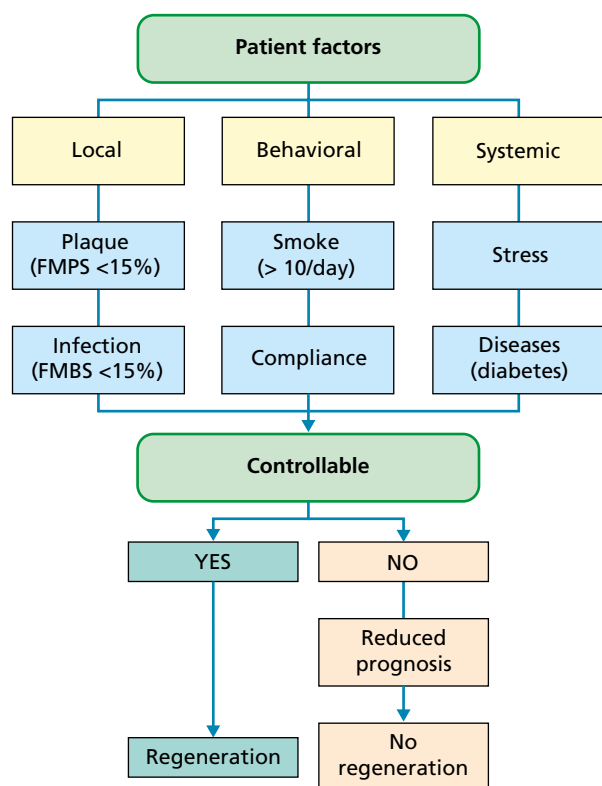 Patient factors
Local
Behavioral
Systemic
Plaque
(FMPS <15%)
Smoke
(> 10/day)
Stress
Infection
(FMBS <15%)
Compliance
Diseases
(diabetes)
Controllable
YES
NO
Reduced
prognosis
Regeneration
No
regeneration